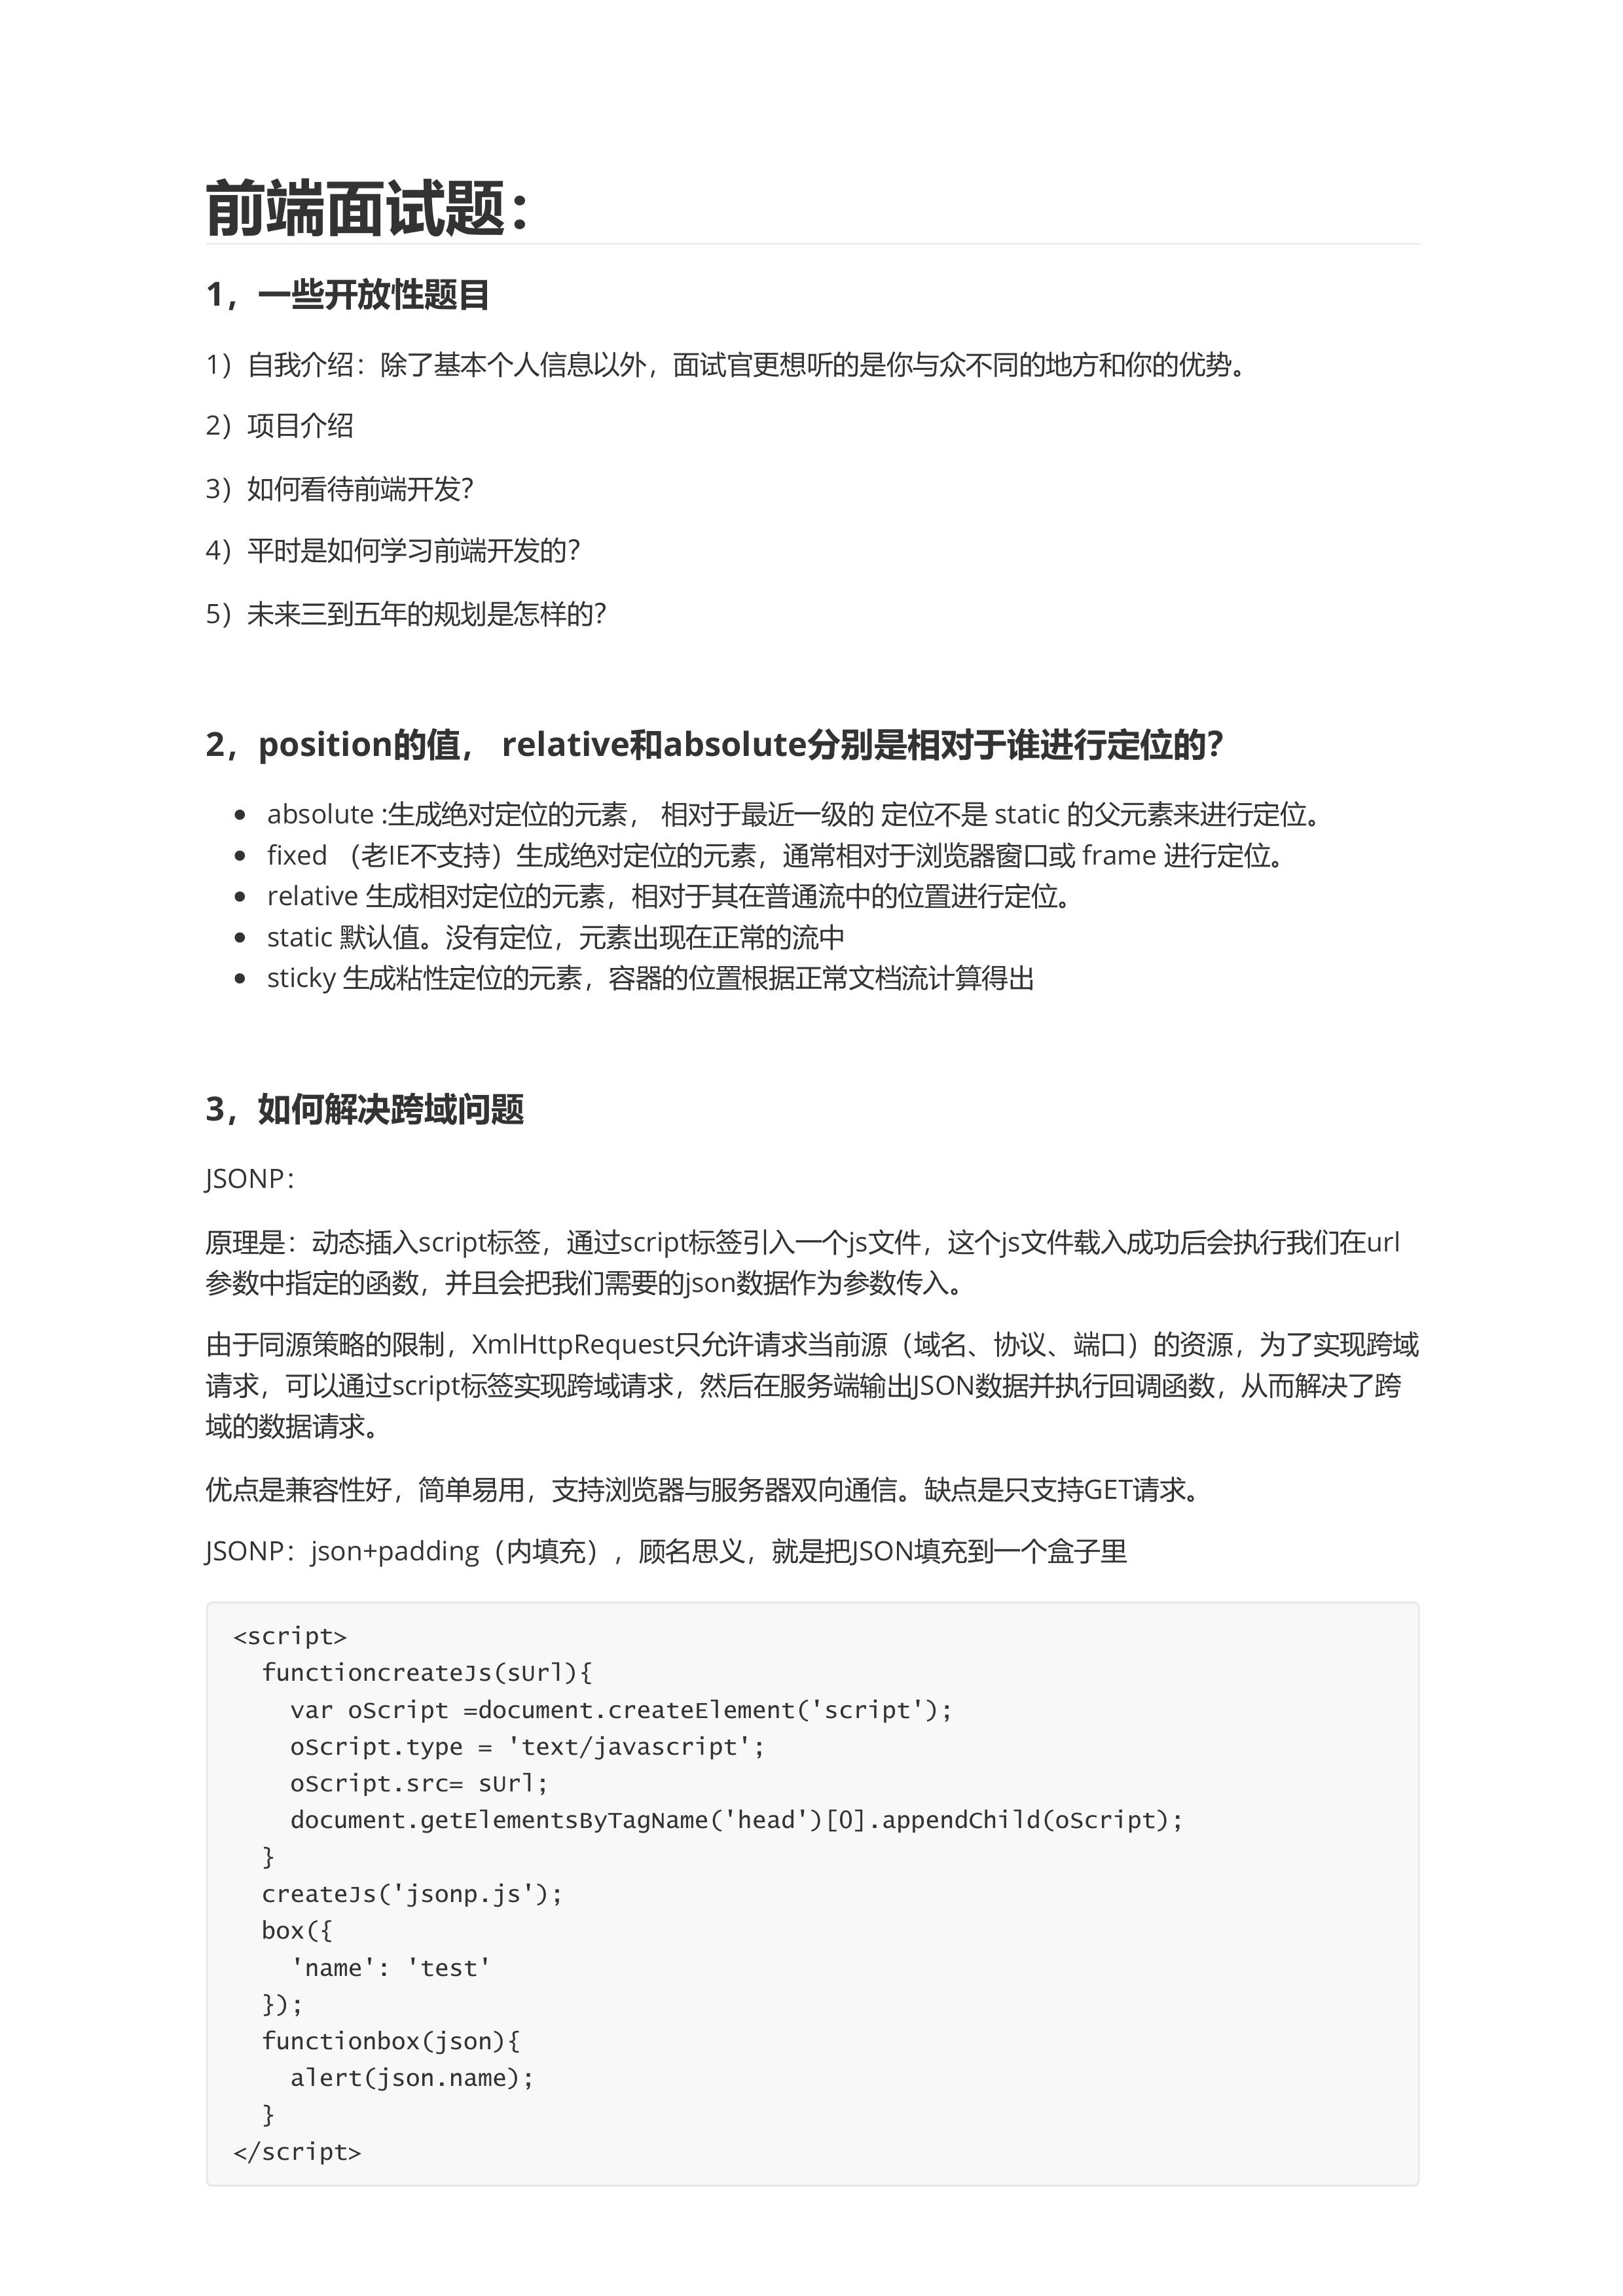 前端面试题：
1，一些开放性题目
1）自我介绍：除了基本个人信息以外，面试官更想听的是你与众不同的地方和你的优势。
2）项目介绍
3）如何看待前端开发？
4）平时是如何学习前端开发的？
5）未来三到五年的规划是怎样的？
2，position的值， relative和absolute分别是相对于谁进行定位的？
• absolute :生成绝对定位的元素， 相对于最近一级的 定位不是 static 的父元素来进行定位。
• fixed （老IE不支持）生成绝对定位的元素，通常相对于浏览器窗口或 frame 进行定位。
• relative 生成相对定位的元素，相对于其在普通流中的位置进行定位。
• static 默认值。没有定位，元素出现在正常的流中
• sticky 生成粘性定位的元素，容器的位置根据正常文档流计算得出
3，如何解决跨域问题
JSONP：
原理是：动态插入script标签，通过script标签引入一个js文件，这个js文件载入成功后会执行我们在url
参数中指定的函数，并且会把我们需要的json数据作为参数传入。
由于同源策略的限制，XmlHttpRequest只允许请求当前源（域名、协议、端口）的资源，为了实现跨域
请求，可以通过script标签实现跨域请求，然后在服务端输出JSON数据并执行回调函数，从而解决了跨
域的数据请求。
优点是兼容性好，简单易用，支持浏览器与服务器双向通信。缺点是只支持GET请求。
JSONP：json+padding（内填充），顾名思义，就是把JSON填充到一个盒子里
<script>
  functioncreateJs(sUrl){
    var oScript =document.createElement('script');
    oScript.type = 'text/javascript';
    oScript.src= sUrl;
    document.getElementsByTagName('head')[0].appendChild(oScript);
  }
  createJs('jsonp.js');
  box({
    'name': 'test'
  });
  functionbox(json){
    alert(json.name);
  }
</script>